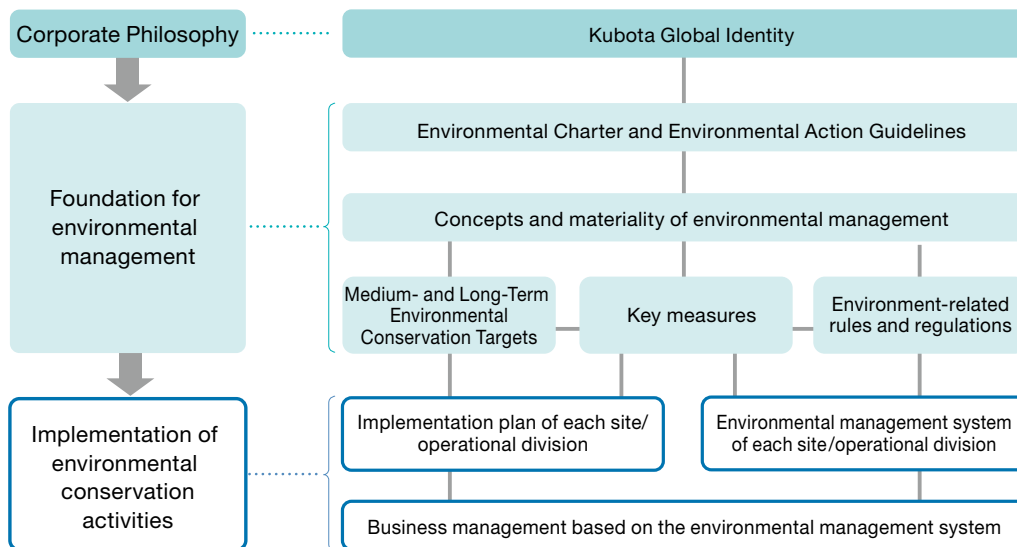 Corporate Philosophy
Kubota Global Identity
Foundation for
environmental
management
Environmental Charter and Environmental Action Guidelines
Concepts and materiality of environmental management
Medium- and Long-Term
Environmental
Conservation Targets
Key measures
Environment-related
rules and regulations
Implementation of
environmental
conservation
activities
Implementation plan of each site/
operational division
Environmental management system
of each site/operational division
Business management based on the environmental management system